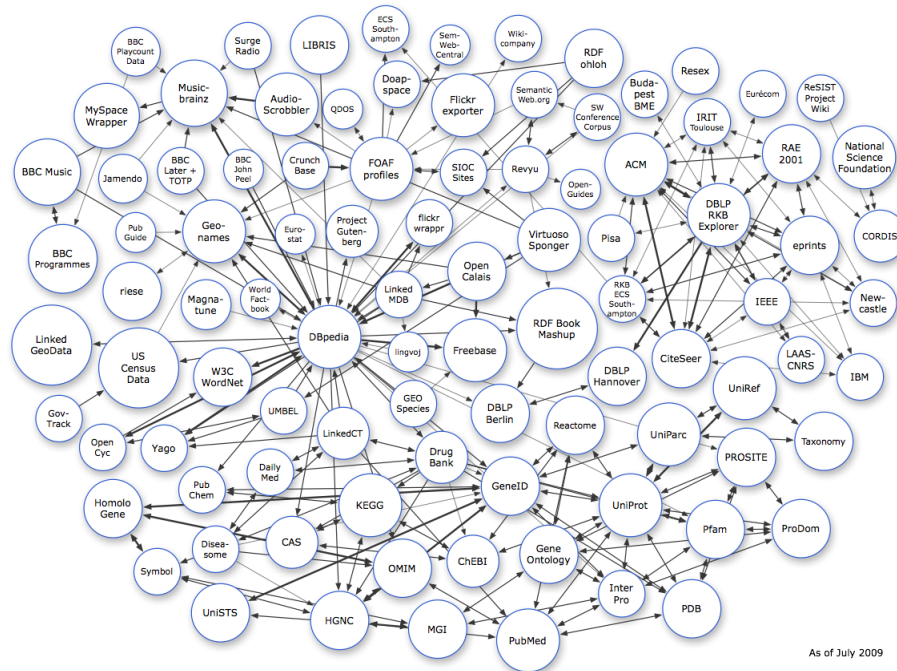 BBC
Playcount
Data
Surge
Radio
LIBRIS
ECS
South-
ampton
Sem-
Web-
Central
Wiki-
company
RDF
ohloh
Music-
brainz
Doap-
space
MySpace
Wrapper
Audio-
Scrobbler
QDOS
Flickr
exporter
Semantic
Web.org
SW
Conference
Corpus
Buda-
pest
BME
Resex
Eurécom
ReSIST
Project
Wiki
IRIT
Toulouse
RAE
2001
National
Science
Foundation
BBC Music
Jamendo
BBC
Later +
TOTP
BBC
John
Peel
Crunch
Base
FOAF
profiles
SIOC
Sites
Revyu
Open-
Guides
ACM
DBLP
RKB
Explorer
BBC
Programmes
Pub
Guide
Geo-
names
Euro-
stat
Project
Guten-
berg
flickr
wrappr
Virtuoso
Sponger
Pisa
eprints
CORDIS
riese
Magna-
tune
World
Fact-
book
Linked
MDB
Open
Calais
RKB
ECS
South-
ampton
IEEE
New-
castle
Linked
GeoData
US
Census
Data
DBpedia
lingvoj
Freebase
RDF Book
Mashup
CiteSeer
LAAS-
CNRS
IBM
W3C
WordNet
DBLP
Hannover
UniRef
Gov-
Track
Open
Cyc
Yago
UMBEL
GEO
Species
DBLP
Berlin
LinkedCT
Reactome
UniParc
Taxonomy
Drug
Bank
PROSITE
Daily
Med
Pub
Chem
Homolo
Gene
KEGG
GeneID
UniProt
Pfam
ProDom
Disea-
some
CAS
ChEBI
Gene
Ontology
Symbol
OMIM
Inter
Pro
UniSTS
HGNC
MGI
PubMed
PDB
As of July 2009